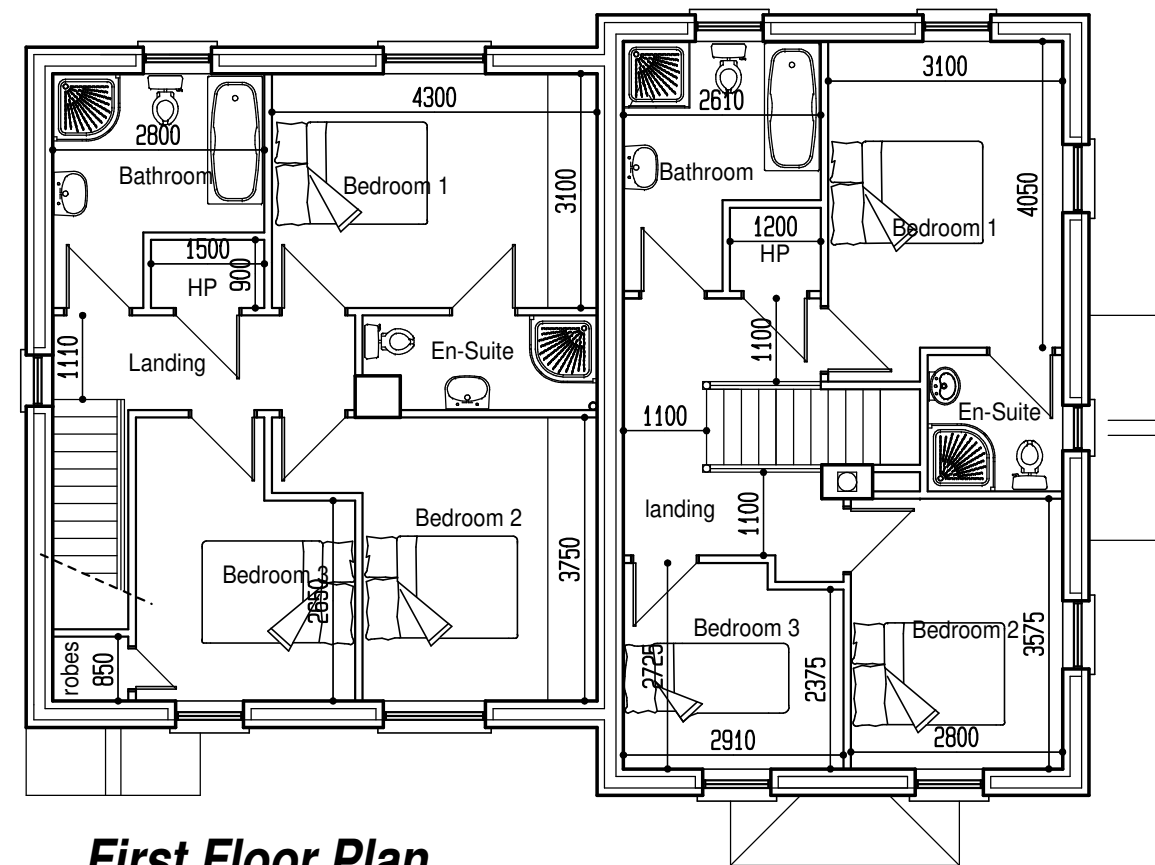 4300
3100
2800
Bathroom
Bedroom 1
3100
1500
900
HP
1110
Landing
En-Suite
Bedroom 2
Bedroom 3
2650
3750
robes
850
2610
3100
Bathroom
4050
1200
HP
Bedroom 1
1100
1100
En-Suite
landing
1100
Bedroom 3
2725
2375
Bedroom 2
3575
2910
2800
First Floor Plan